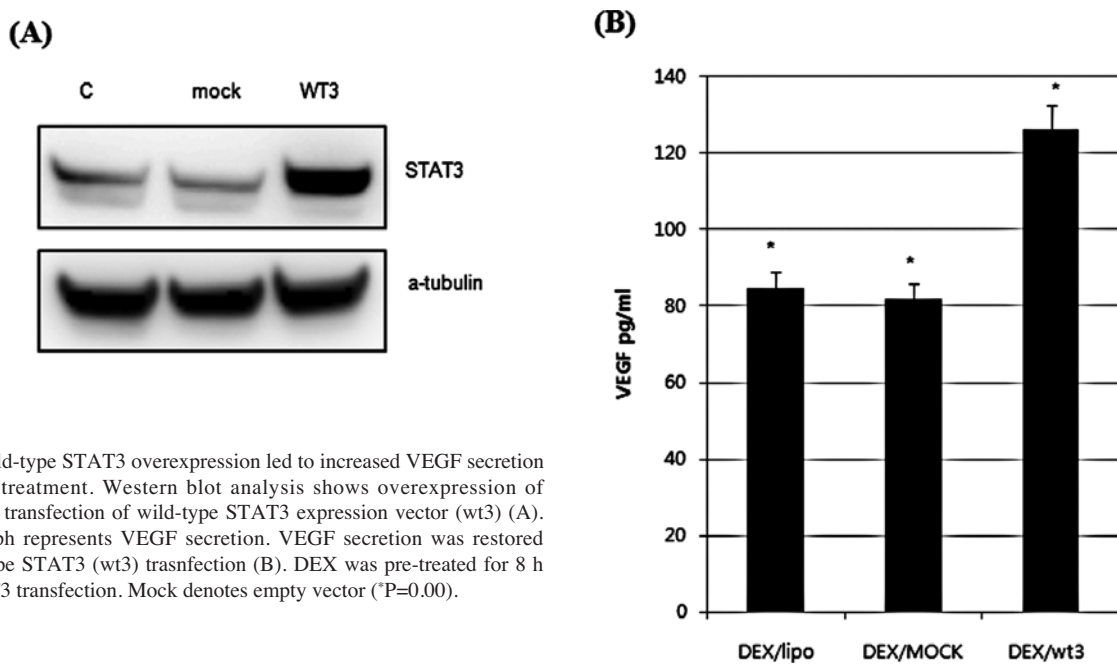 (A)
C mock WT3
STAT3
a-tubulin
ld-type STAT3 overexpression led to increased VEGF secretion
treatment. Western blot analysis shows overexpression of
transfection of wild-type STAT3 expression vector (wt3) (A).
ph represents VEGF secretion. VEGF secretion was restored
pe STAT3 (wt3) trasnfection (B). DEX was pre-treated for 8 h
3 transfection. Mock denotes empty vector (*P=0.00).
(B)
VEGF pg/ml
140
120
100
80
60
40
20
0
* * *
DEX/lipo DEX/MOCK DEX/wt3